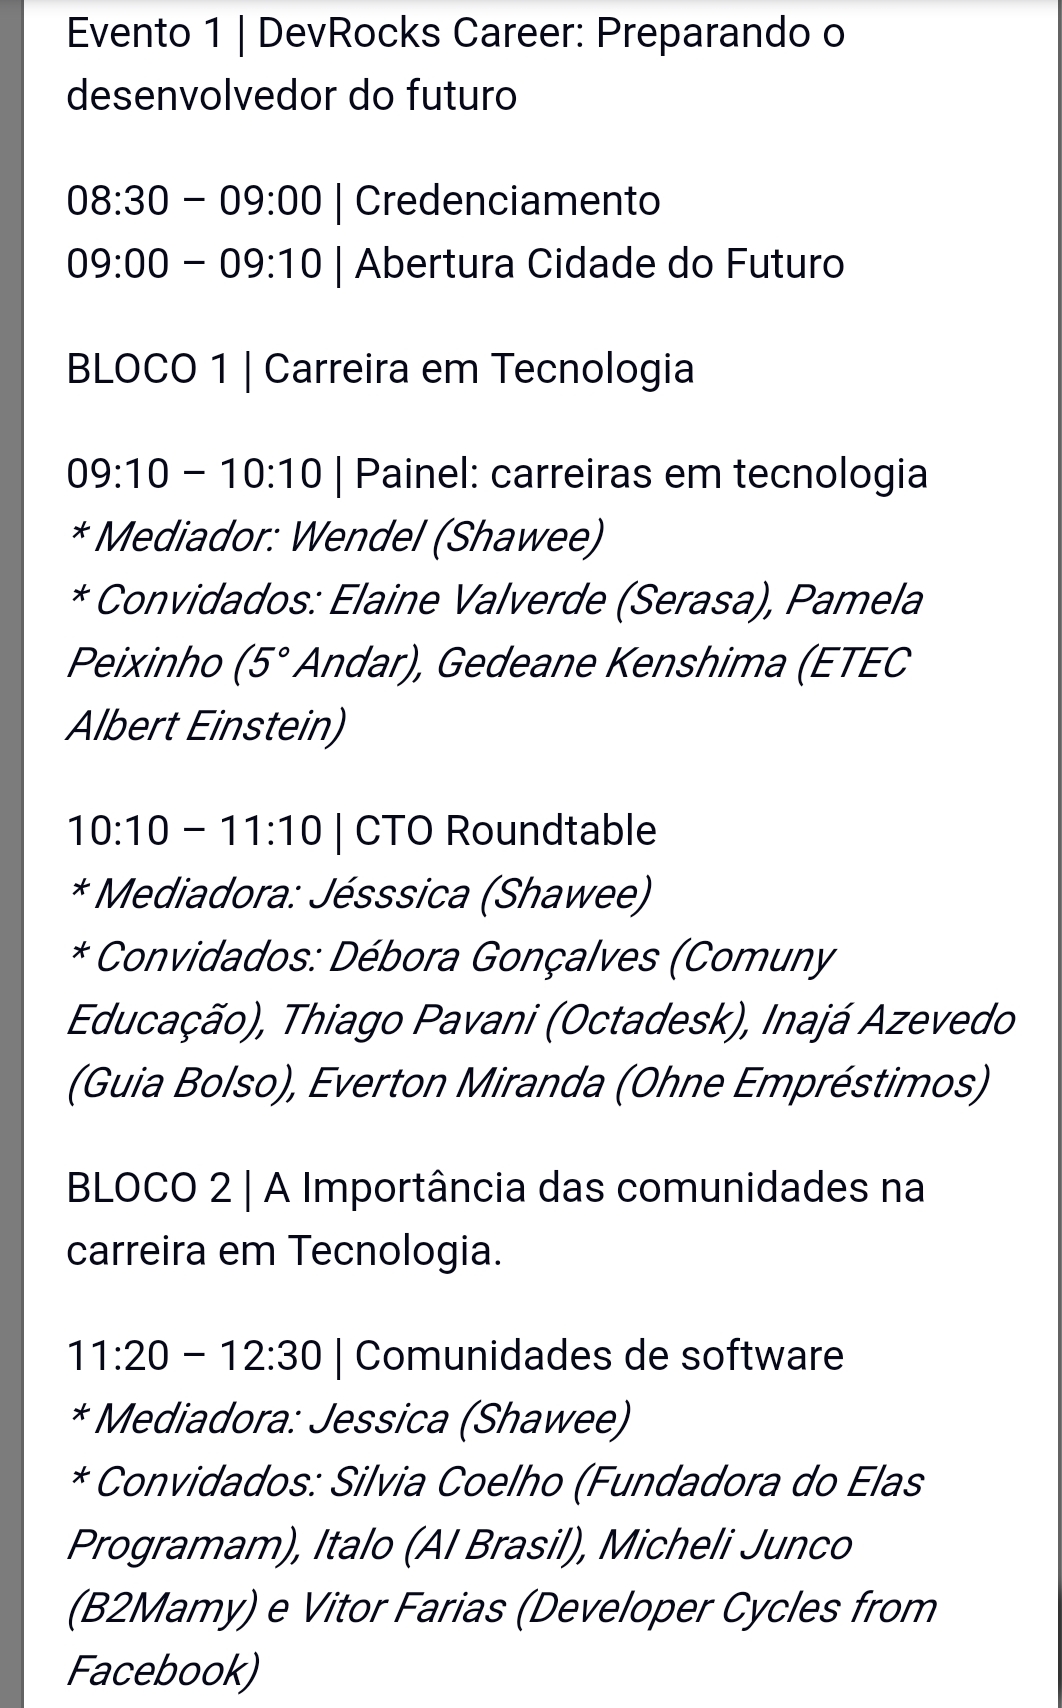 Evento 1 | DevRocks Career: Preparando o
desenvolvedor do futuro
08:30 – 09:00 | Credenciamento
09:00 – 09:10 | Abertura Cidade do Futuro
BLOCO 1 | Carreira em Tecnologia
09:10 – 10:10 | Painel: carreiras em tecnologia
* Mediador: Wendel (Shawee)
* Convidados: Elaine Valverde (Serasa), Pamela
Peixinho (5° Andar), Gedeane Kenshima (ETEC
Albert Einstein)
10:10 – 11:10 | CTO Roundtable
* Mediadora: Jésssica (Shawee)
* Convidados: Débora Gonçalves (Comuny
Educação), Thiago Pavani (Octadesk), Inajá Azevedo
(Guia Bolso), Everton Miranda (Ohne Empréstimos)
BLOCO 2 | A Importância das comunidades na
carreira em Tecnologia.
11:20 – 12:30 | Comunidades de software
* Mediadora: Jessica (Shawee)
* Convidados: Silvia Coelho (Fundadora do Elas
Programam), Italo (AI Brasil), Micheli Junco
(B2Mamy) e Vitor Farias (Developer Cycles from
Facebook)